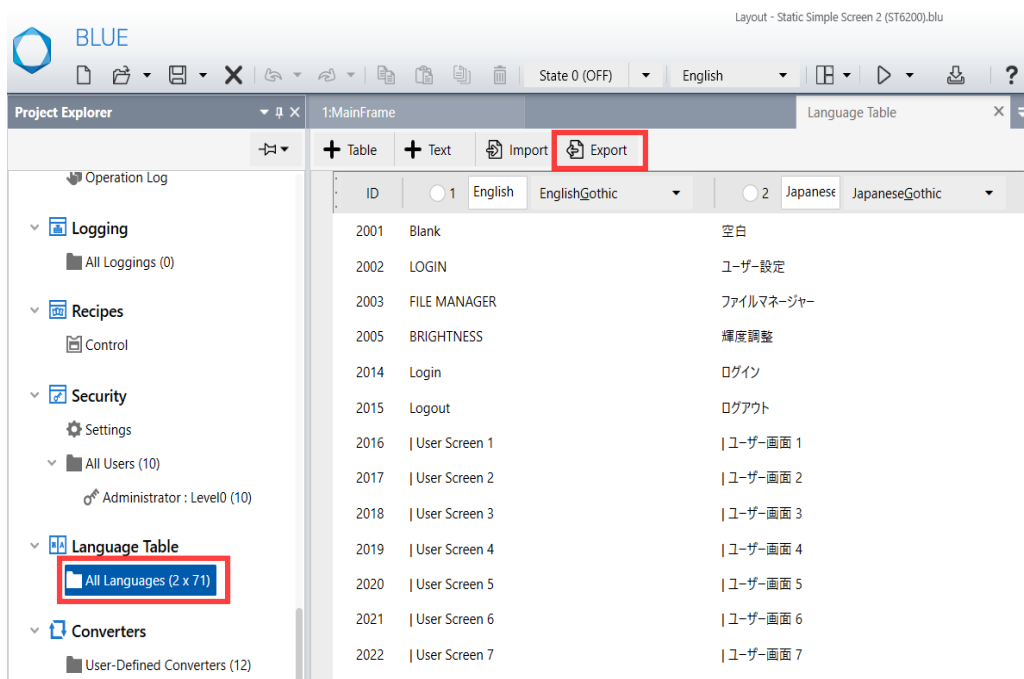 Layout - Static Simple Screen 2 (ST6200).blu
BLUE
State 0 (OFF) English ?
Project Explorer
1:MainFrame
Language Table
Table Text Import Export
Operation Log
Logging
All Loggings (0)
Recipes
Control
Security
Settings
All Users (10)
Administrator : Level0 (10)
Language Table
All Languages (2 x 71)
Converters
User-Defined Converters (12)
ID 1 English EnglishGothic 2 Japanese JapaneseGothic
2001 Blank 空白
2002 LOGIN ユーザー設定
2003 FILE MANAGER ファイルマネージャー
2005 BRIGHTNESS 輝度調整
2014 Login ログイン
2015 Logout ログアウト
2016 | User Screen 1 | ユーザー画面 1
2017 | User Screen 2 | ユーザー画面 2
2018 | User Screen 3 | ユーザー画面 3
2019 | User Screen 4 | ユーザー画面 4
2020 | User Screen 5 | ユーザー画面 5
2021 | User Screen 6 | ユーザー画面 6
2022 | User Screen 7 | ユーザー画面 7